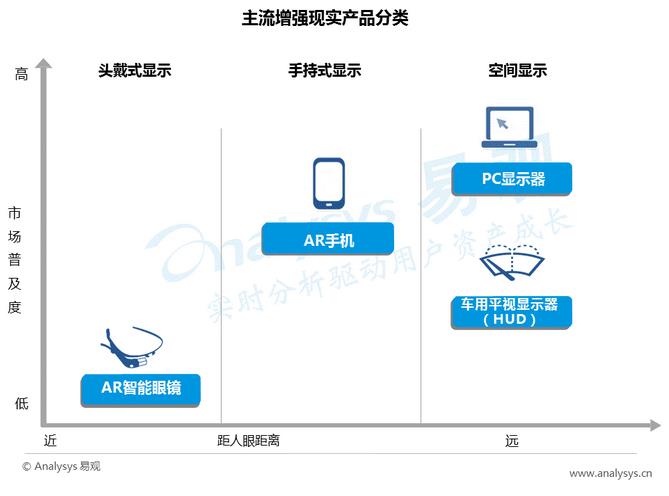 主流增强现实产品分类
高
头戴式显示
手持式显示
空间显示
PC显示器
AR手机
市场普及度
Analysys 易观
实时分析驱动用户资产成长
车用平视显示器
（HUD）
AR智能眼镜
低
近
距人眼距离
远
© Analysys 易观
www.analysys.cn